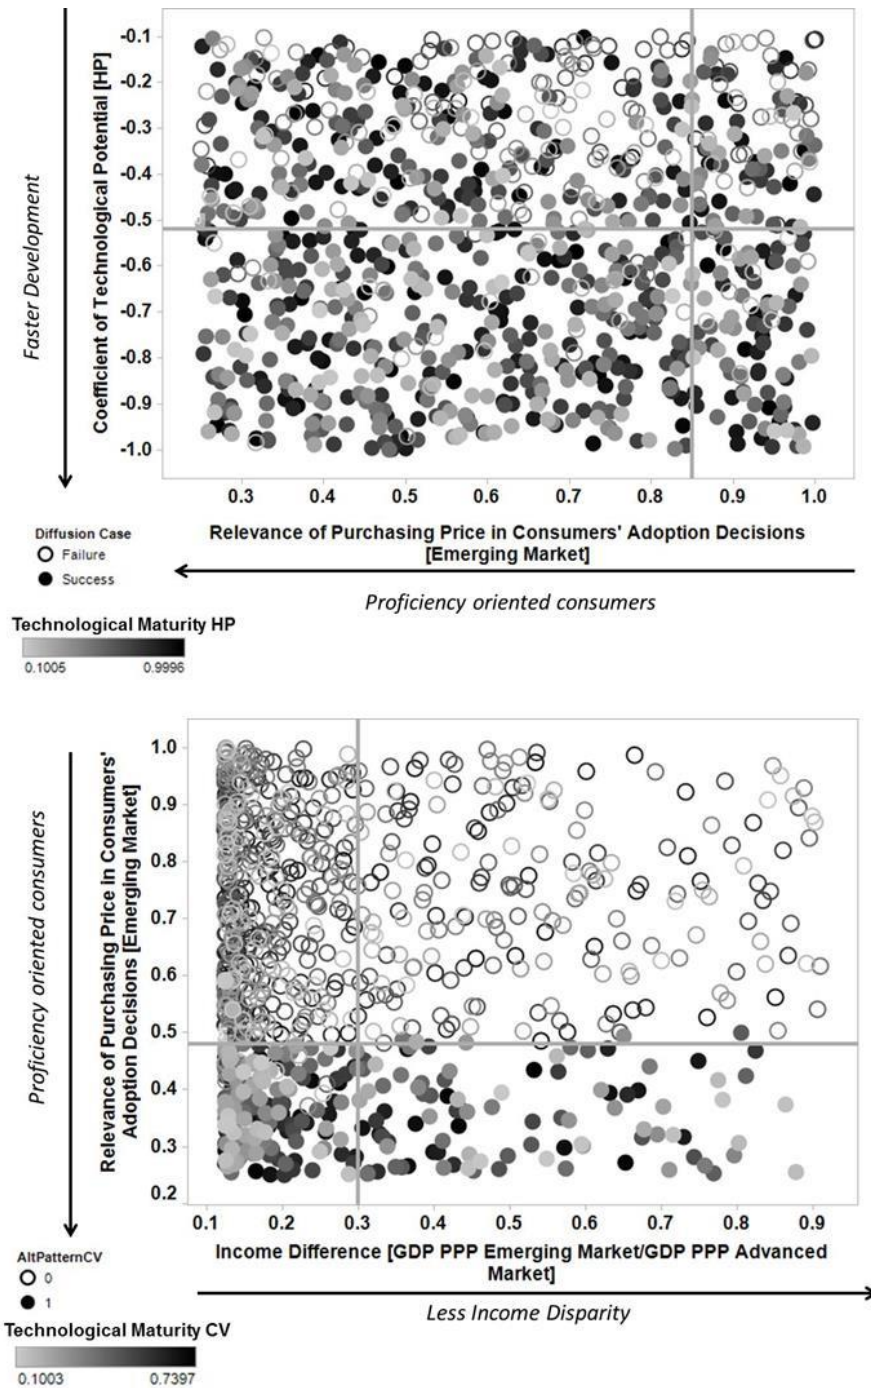 Faster Development
Coefficient of Technological Potential [HP]
-0.1
-0.2
-0.3
-0.4
-0.5
-0.6
-0.7
-0.8
-0.9
-1.0
0.3 0.4 0.5 0.6 0.7 0.8 0.9 1.0
Relevance of Purchasing Price in Consumers' Adoption Decisions
[Emerging Market]
Proficiency oriented consumers
Diffusion Case
Failure
Success
Technological Maturity HP
0.1005 0.9996
Proficiency oriented consumers
Relevance of Purchasing Price in Consumers'
Adoption Decisions [Emerging Market]
1.0
0.9
0.8
0.7
0.6
0.5
0.4
0.3
0.2
0.1 0.2 0.3 0.4 0.5 0.6 0.7 0.8 0.9
Income Difference [GDP PPP Emerging Market/GDP PPP Advanced
Market]
Less Income Disparity
AltPatternCV
0
1
Technological Maturity CV
0.1003 0.7397